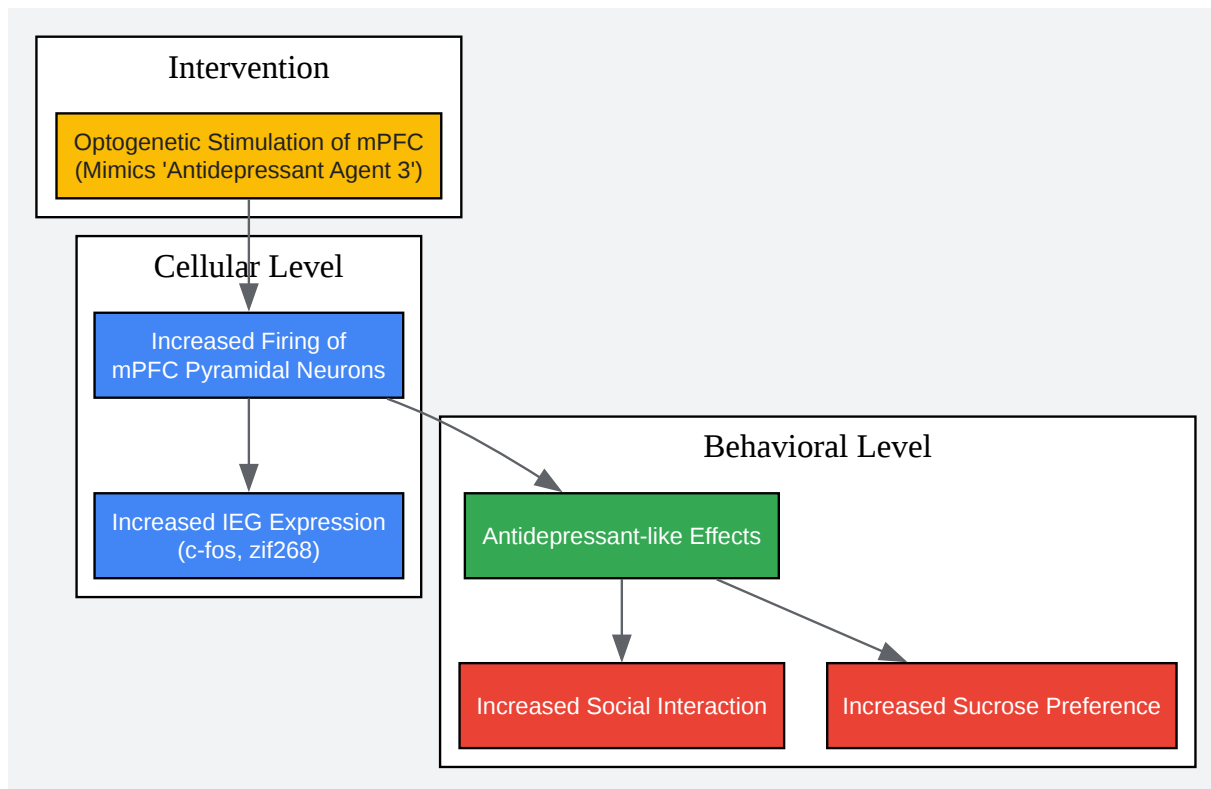 Intervention
Optogenetic Stimulation of mPFC
(Mimics 'Antidepressant Agent 3')
Cellular Level
Increased Firing of
mPFC Pyramidal Neurons
Increased IEG Expression
(c-fos, zif268)
Behavioral Level
Antidepressant-like Effects
Increased Social Interaction
Increased Sucrose Preference